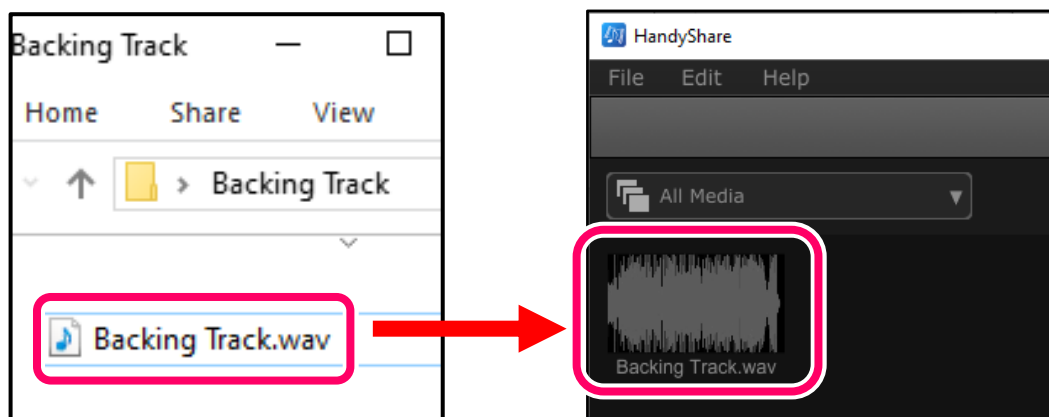 Backing Track
Home Share View
Backing Track
Backing Track.wav
HandyShare
File Edit Help
All Media
Backing Track.wav